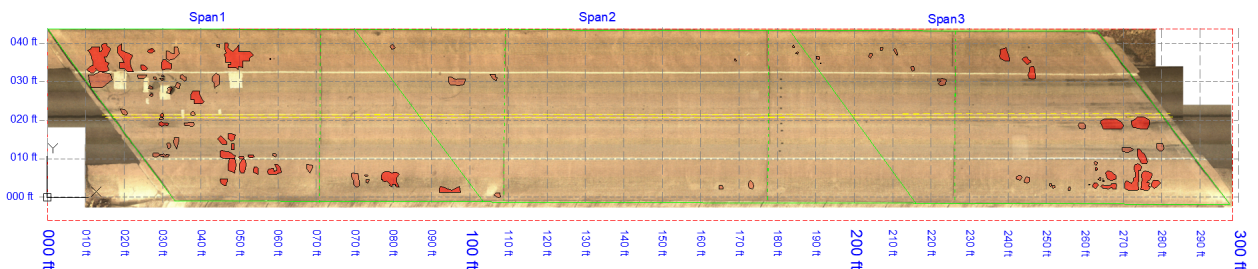 Span1 Span2 Span3
040 ft
030 ft
020 ft
010 ft
000 ft
Y
X
000 ft 010 ft 020 ft 030 ft 040 ft 050 ft 060 ft 070 ft 080 ft 090 ft 100 ft 110 ft 120 ft 130 ft 140 ft 150 ft 160 ft 170 ft 180 ft 190 ft 200 ft 210 ft 220 ft 230 ft 240 ft 250 ft 260 ft 270 ft 280 ft 290 ft 300 ft